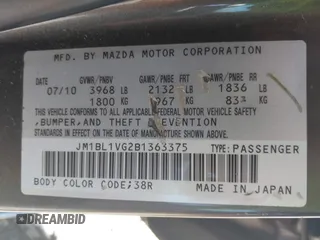 MFD. BY MAZDA MOTOR CORPORATION
GVWR/PNBV GAWR/PNBE FR GAWR/PNBE RR
07/10 3968 LB 2132 LB 1836 LB
1800 KG 967 KG KG
THIS VEHICLE CONFORMS TO ALL APPLICABLE FEDERAL MOTOR VEHICLE SAFETY
, BUMPER, AND THEFT PREVENTION
STANDARDS IN EFFECT ON THE DATE OF MANUFACTURE SHOWN ABOVE.
JM1BL1VG2B1363375 TYPE:PASSENGER
BODY COLOR CODE;38R MADE IN JAPAN
DREAMBID